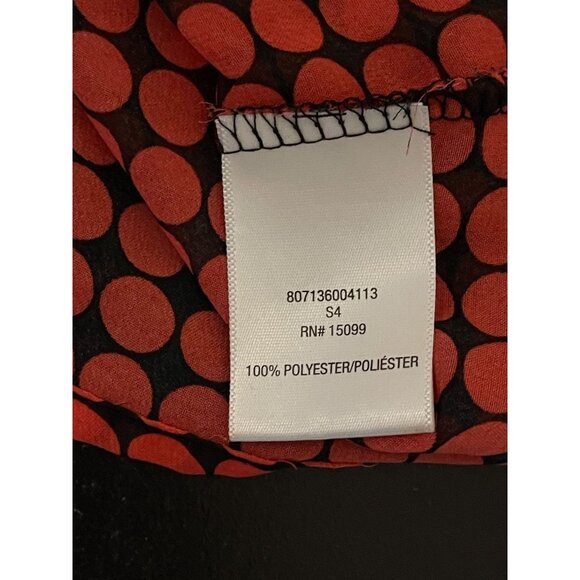 807136004113
S4
RN# 15099
100% POLYESTER/POLIÉSTER